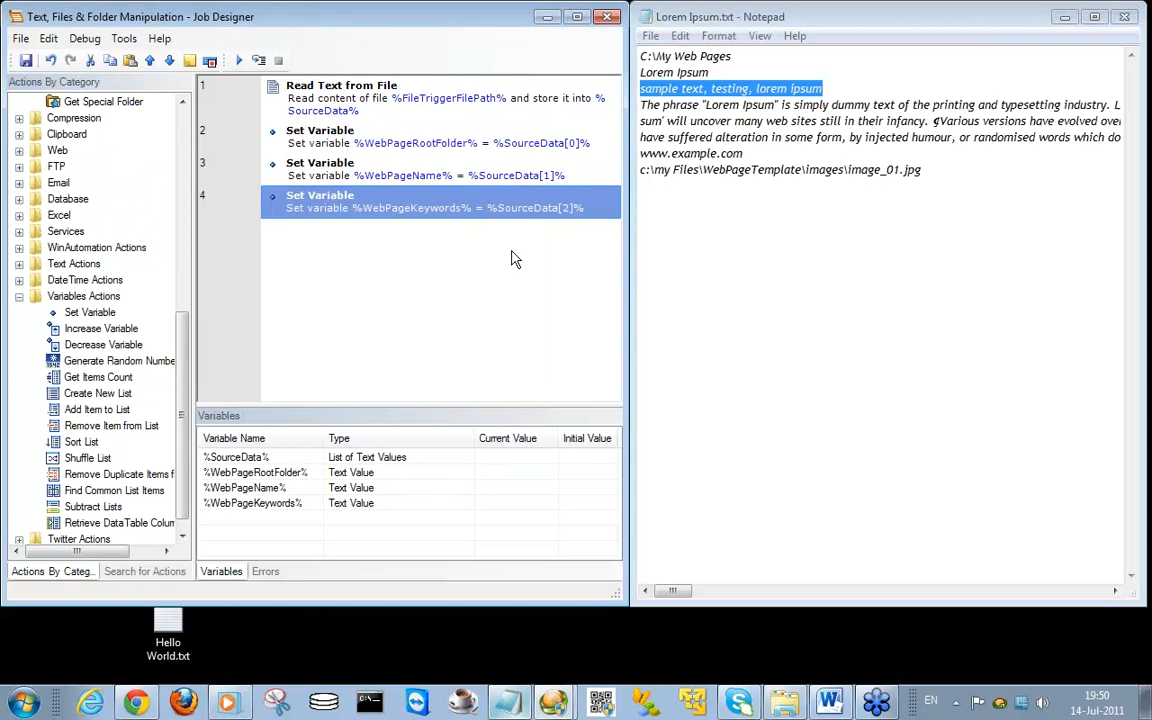 Text, Files & Folder Manipulation - Job Designer
File Edit Debug Tools Help
Actions By Category
Get Special Folder
Compression
Clipboard
Web
FTP
Email
Database
Excel
Services
WinAutomation Actions
Text Actions
DateTime Actions
Variables Actions
Set Variable
Increase Variable
Decrease Variable
Generate Random Numbe
Get Items Count
Create New List
Add Item to List
Remove Item from List
Sort List
Shuffle List
Remove Duplicate Items f
Find Common List Items
Subtract Lists
Retrieve DataTable Colum
Twitter Actions
Actions By Categ... Search for Actions
1 Read Text from File
Read content of file %FileTriggerFilePath% and store it into %
SourceData%
2 Set Variable
Set variable %WebPageRootFolder% = %SourceData[0]%
3 Set Variable
Set variable %WebPageName% = %SourceData[1]%
4 Set Variable
Set variable %WebPageKeywords% = %SourceData[2]%
Variables
Variable Name Type Current Value Initial Value
%SourceData% List of Text Values
%WebPageRootFolder% Text Value
%WebPageName% Text Value
%WebPageKeywords% Text Value
Variables Errors
Lorem Ipsum.txt - Notepad
File Edit Format View Help
C:\My Web Pages
Lorem Ipsum
sample text, testing, lorem ipsum
The phrase "Lorem Ipsum" is simply dummy text of the printing and typesetting industry. L
sum' will uncover many web sites still in their infancy. Various versions have evolved over
have suffered alteration in some form, by injected humour, or randomised words which do
www.example.com
c:\my Files\WebPageTemplate\images\image_01.jpg
Hello
World.txt
C:\
EN
19:50
14-Jul-2011